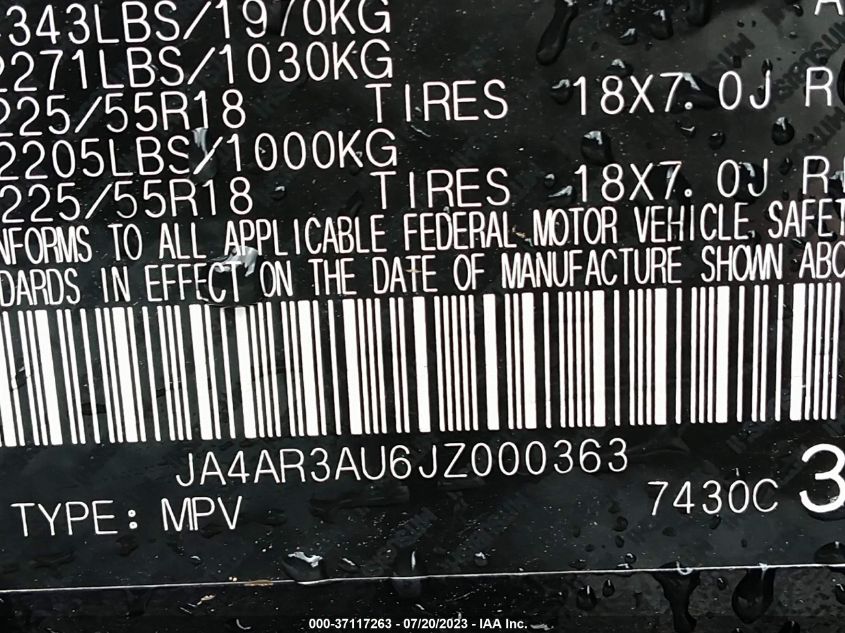 4343LBS/1970KG A
2271LBS/1030KG
225/55R18 TIRES 18X7.0J R
2205LBS/1000KG
225/55R18 TIRES 18X7.0J RI
NFORMS TO ALL APPLICABLE FEDERAL MOTOR VEHICLE SAFET
DARDS IN EFFECT ON THE DATE OF MANUFACTURE SHOWN ABO
JA4AR3AU6JZ000363
TYPE: MPV 7430C 3
000-37117263 - 07/20/2023 - IAA Inc.